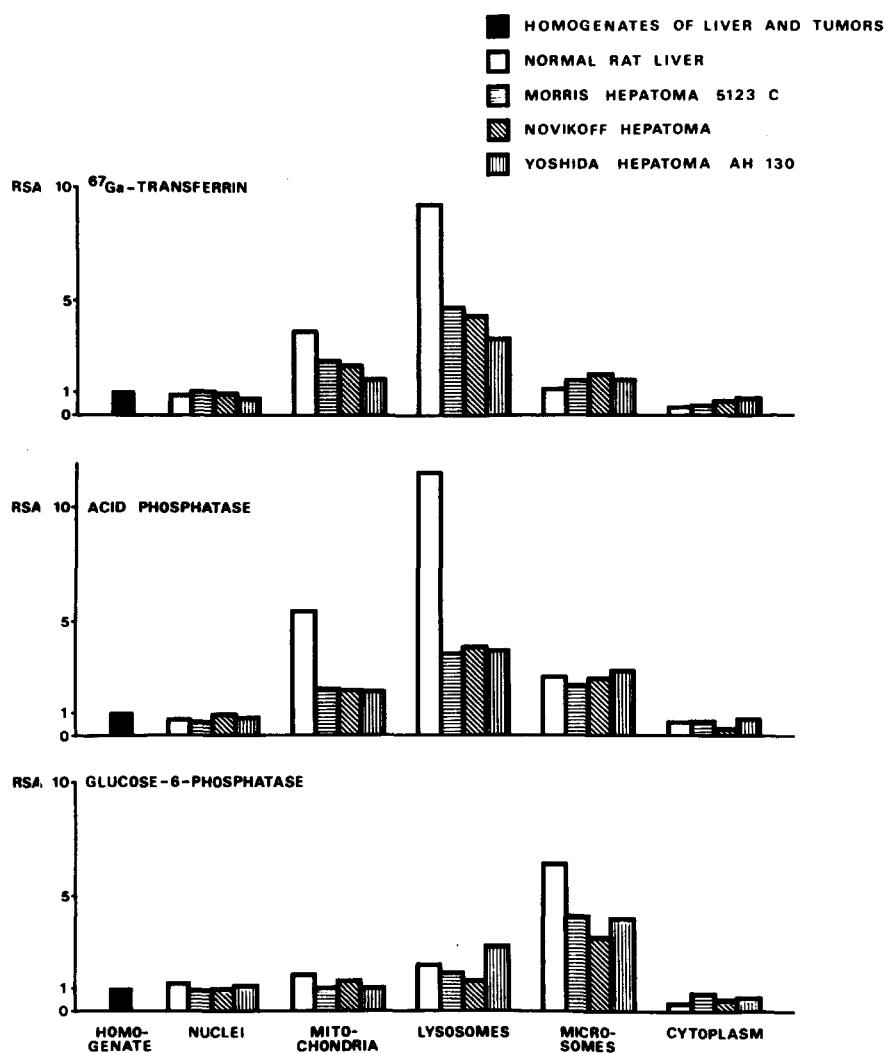 HOMOGENATES OF LIVER AND TUMORS
NORMAL RAT LIVER
MORRIS HEPATOMA 5123 C
NOVIKOFF HEPATOMA
YOSHIDA HEPATOMA AH 130
RSA 10 ⁶⁷Ga-TRANSFERRIN
5
1
0
RSA 10 ACID PHOSPHATASE
5
1
0
RSA 10 GLUCOSE-6-PHOSPHATASE
5
1
0
HOMO- NUCLEI MITO- LYSOSOMES MICRO- CYTOPLASM
GENATE CHONDRIA SOMES